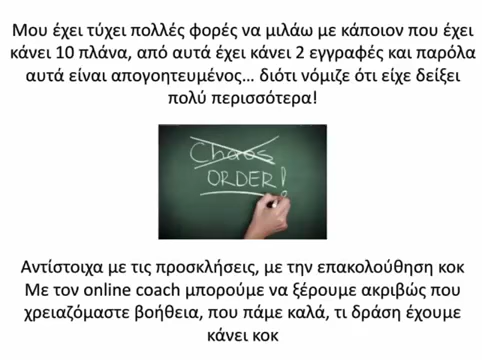 Μου έχει τύχει πολλές φορές να μιλάω με κάποιον που έχει
κάνει 10 πλάνα, από αυτά έχει κάνει 2 εγγραφές και παρόλα
αυτά είναι απογοητευμένος… διότι νόμιζε ότι είχε δείξει
πολύ περισσότερα!
Chaos
ORDER!
Αντίστοιχα με τις προσκλήσεις, με την επακολούθηση κοκ
Με τον online coach μπορούμε να ξέρουμε ακριβώς που
χρειαζόμαστε βοήθεια, που πάμε καλά, τι δράση έχουμε
κάνει κοκ